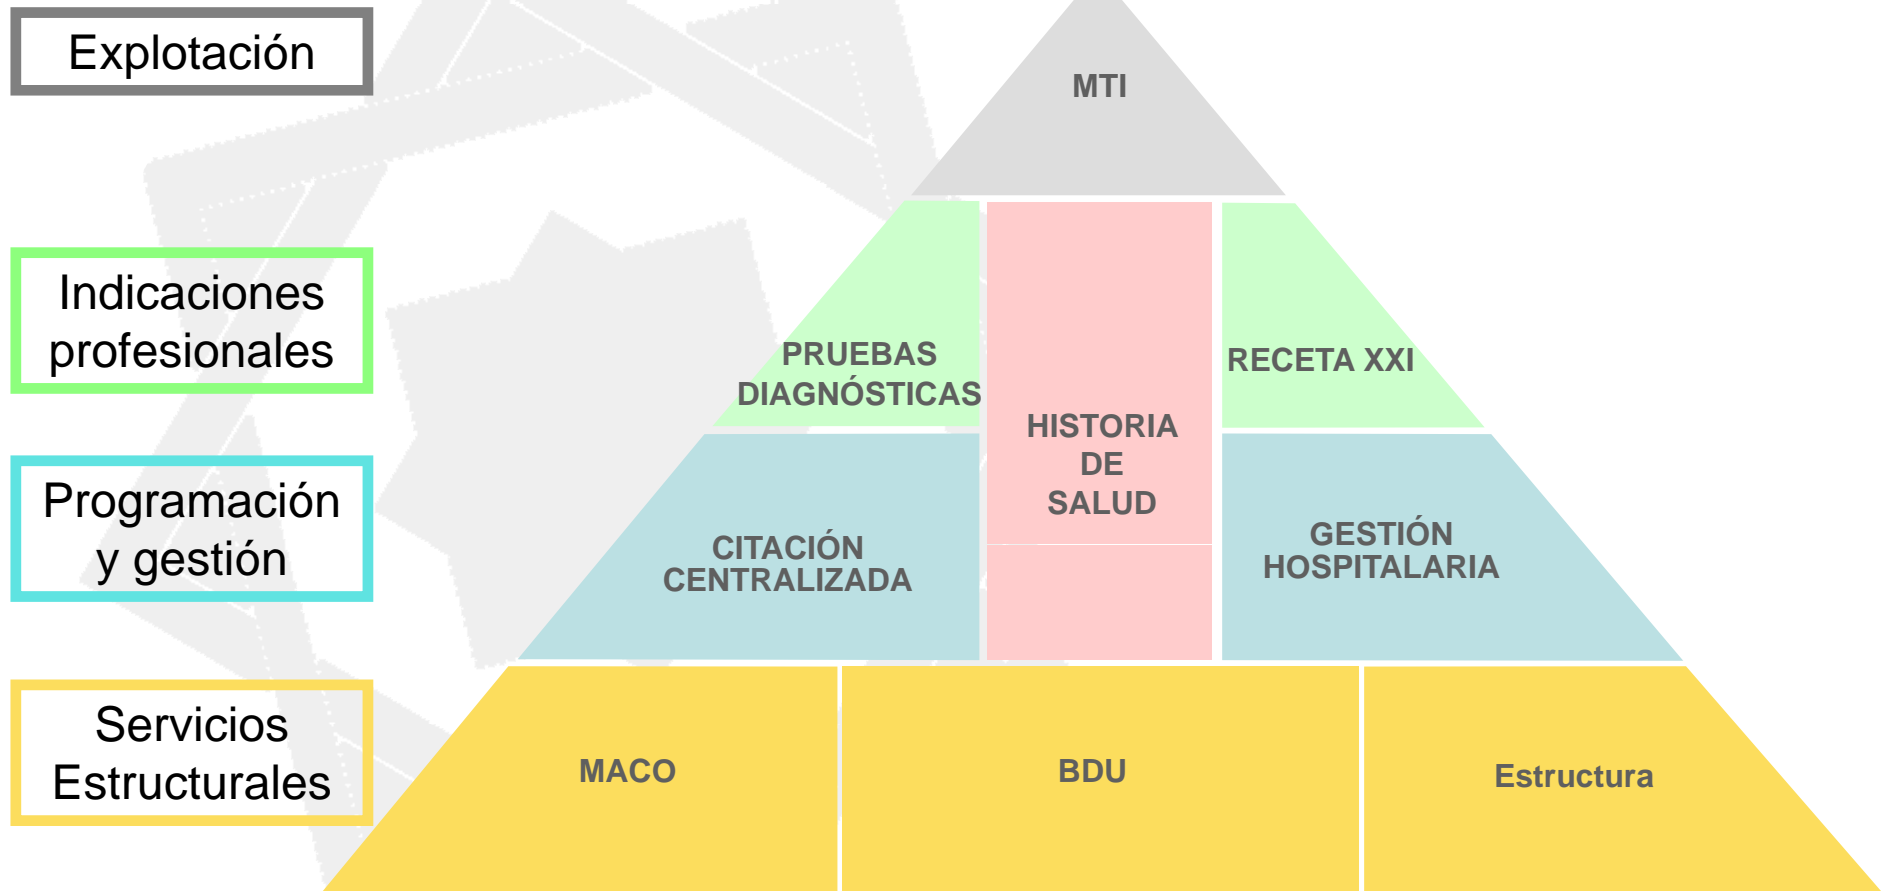 Explotación
MTI
Indicaciones
profesionales
PRUEBAS
DIAGNÓSTICAS
RECETA XXI
HISTORIA
DE
SALUD
Programación
y gestión
CITACIÓN
CENTRALIZADA
GESTIÓN
HOSPITALARIA
Servicios
Estructurales
MACO
BDU
Estructura